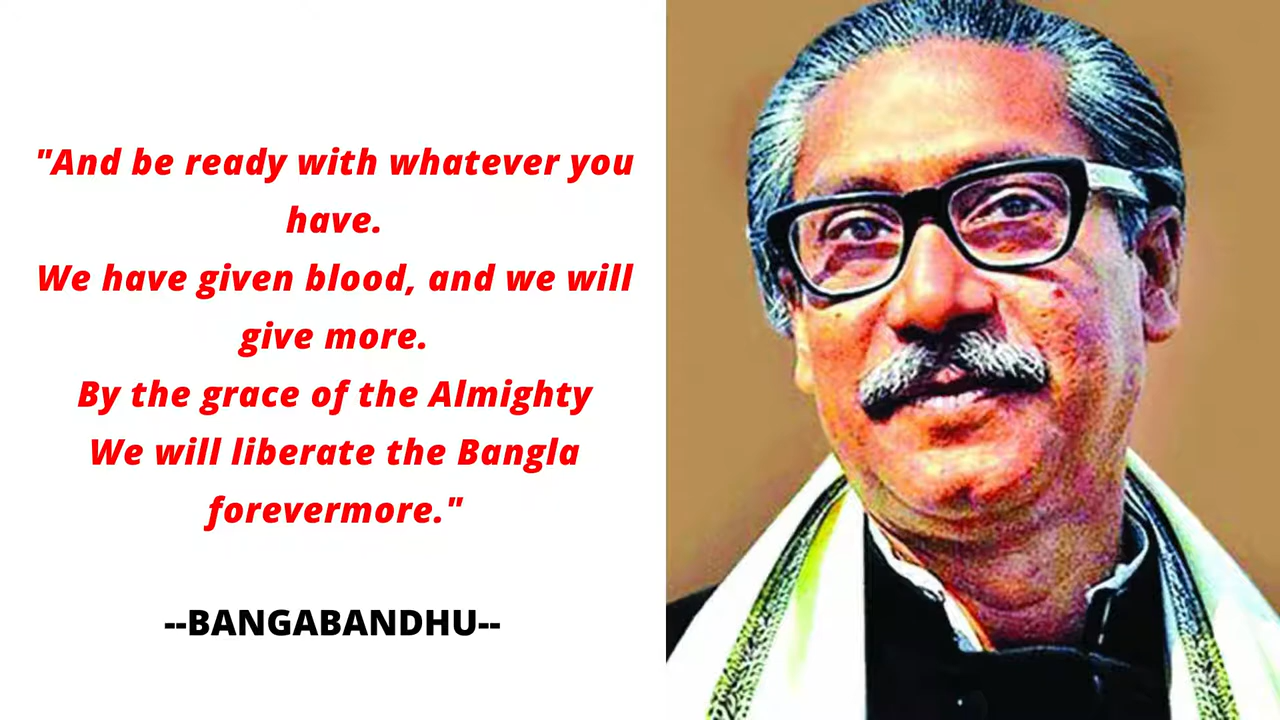 "And be ready with whatever you
have.
We have given blood, and we will
give more.
By the grace of the Almighty
We will liberate the Bangla
forevermore."
--BANGABANDHU--